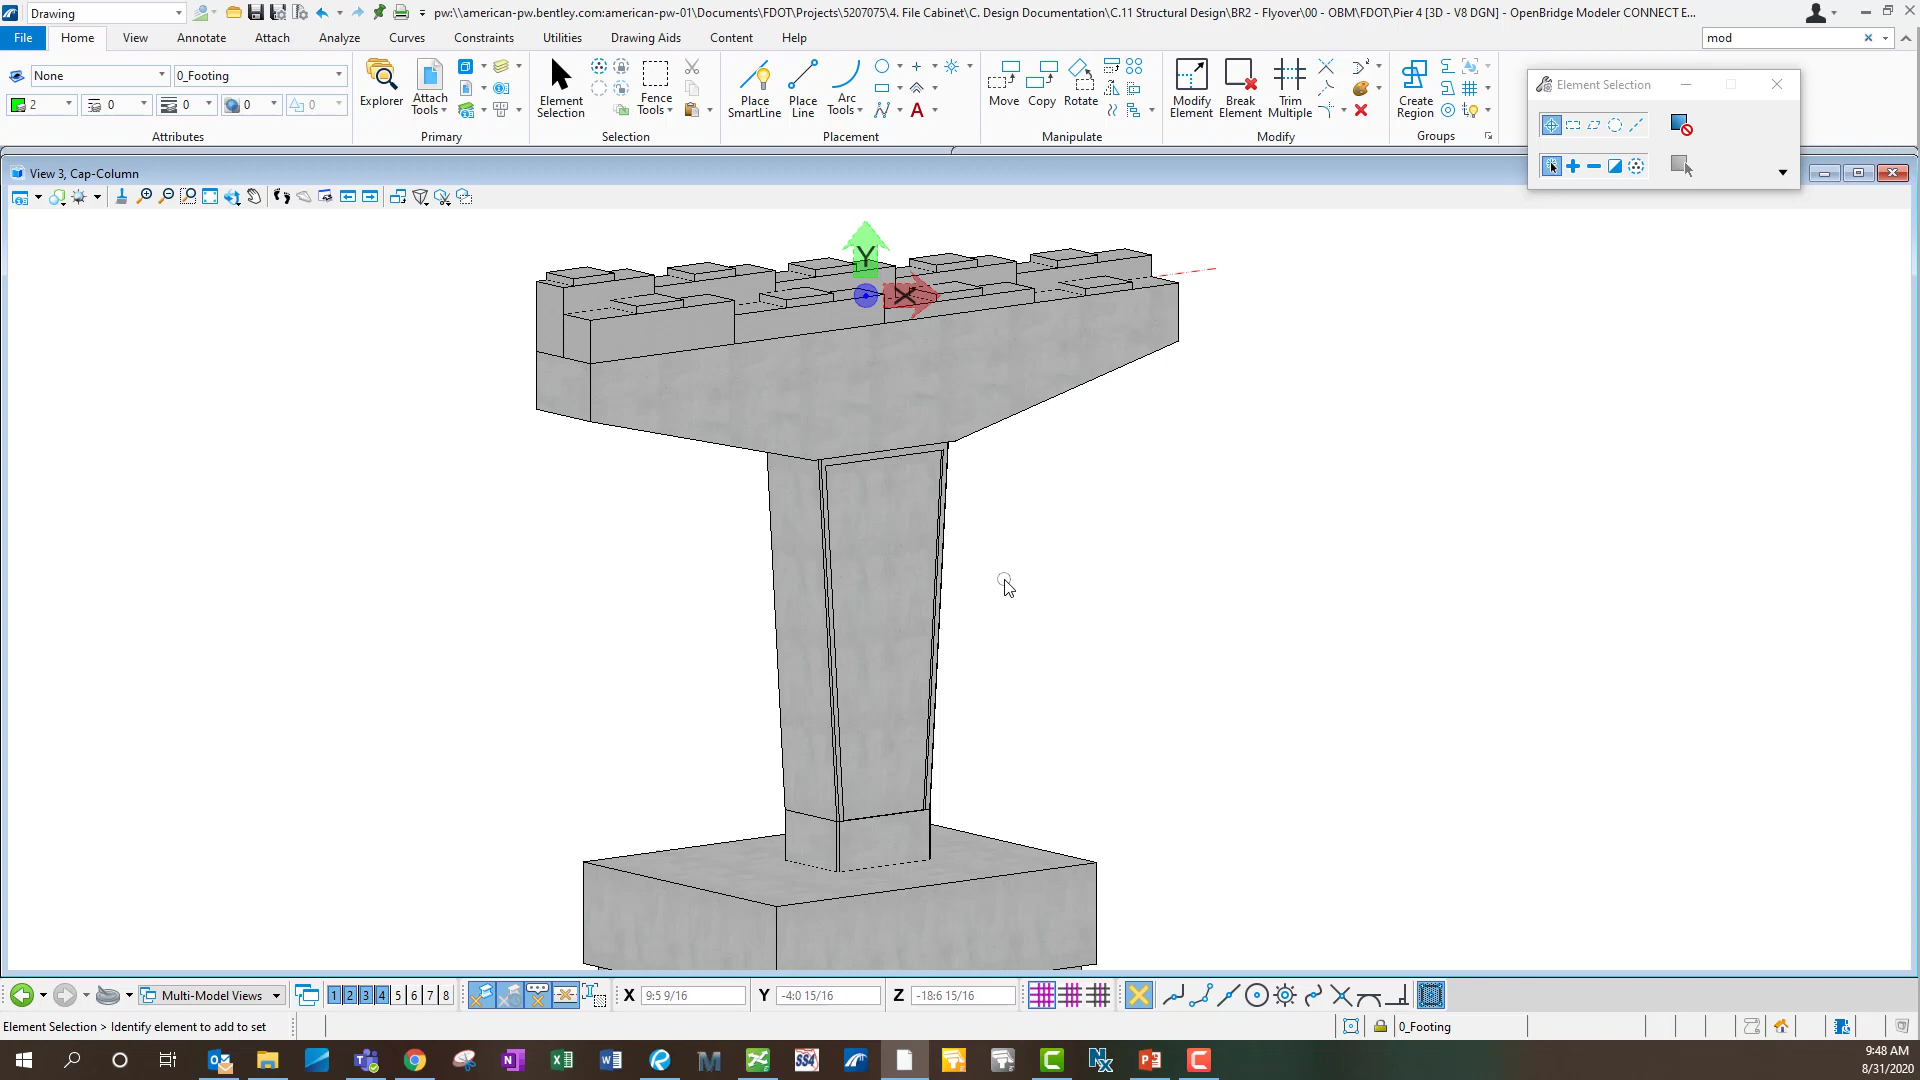 Drawing
pw:\\american-pw.bentley.com:american-pw-01\Documents\FDOT\Projects\5207075\4. File Cabinet\C. Design Documentation\C.11 Structural Design\BR2 - Flyover\00 - OBM\FDOT\Pier 4 [3D - V8 DGN] - OpenBridge Modeler CONNECT E...
File Home View Annotate Attach Analyze Curves Constraints Utilities Drawing Aids Content Help
mod
None 0_Footing
2 0 0 0 0
Attributes
Explorer
Attach Tools
Primary
Element Selection
Fence Tools
Selection
Place SmartLine
Place Line
Arc Tools
Placement
Move
Copy
Rotate
Manipulate
Modify Element
Break Element
Trim Multiple
Modify
Create Region
Groups
Element Selection
View 3, Cap-Column
Y
X
Multi-Model Views
1 2 3 4 5 6 7 8
X 9:5 9/16
Y -4:0 15/16
Z -18:6 15/16
Element Selection > Identify element to add to set
0_Footing
9:48 AM
8/31/2020